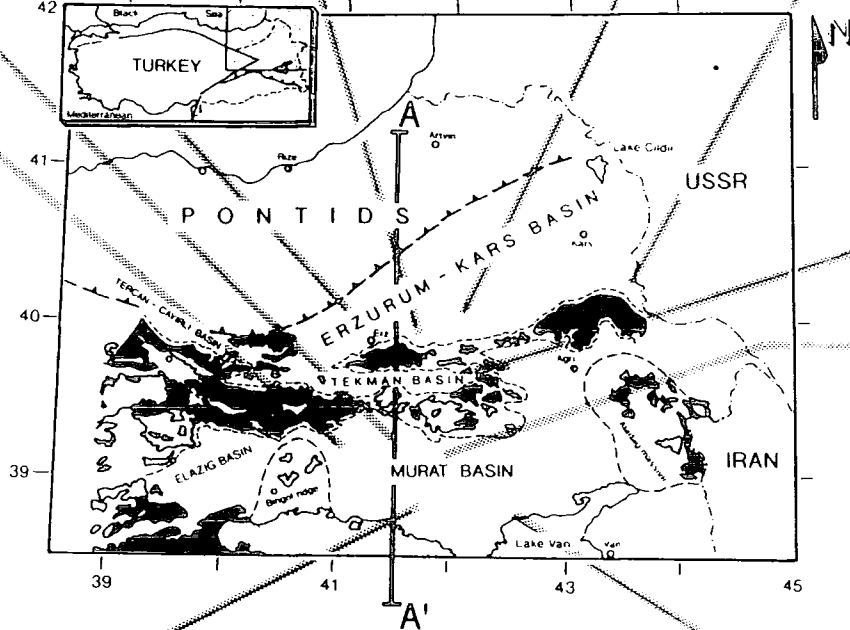 42
Black Sea
TURKEY
Mediterranean
N
A
Artvin
Rize
Lake Cildir
41
USSR
PONTIDS
ERZURUM - KARS BASIN
Kars
TERCAN - CAYIRLI BASIN
40
Erz
Agri
TEKMAN BASIN
ELAZIG BASIN
MURAT BASIN
IRAN
39
Bingol ridge
Lake Van
Van
39
41
43
45
A'